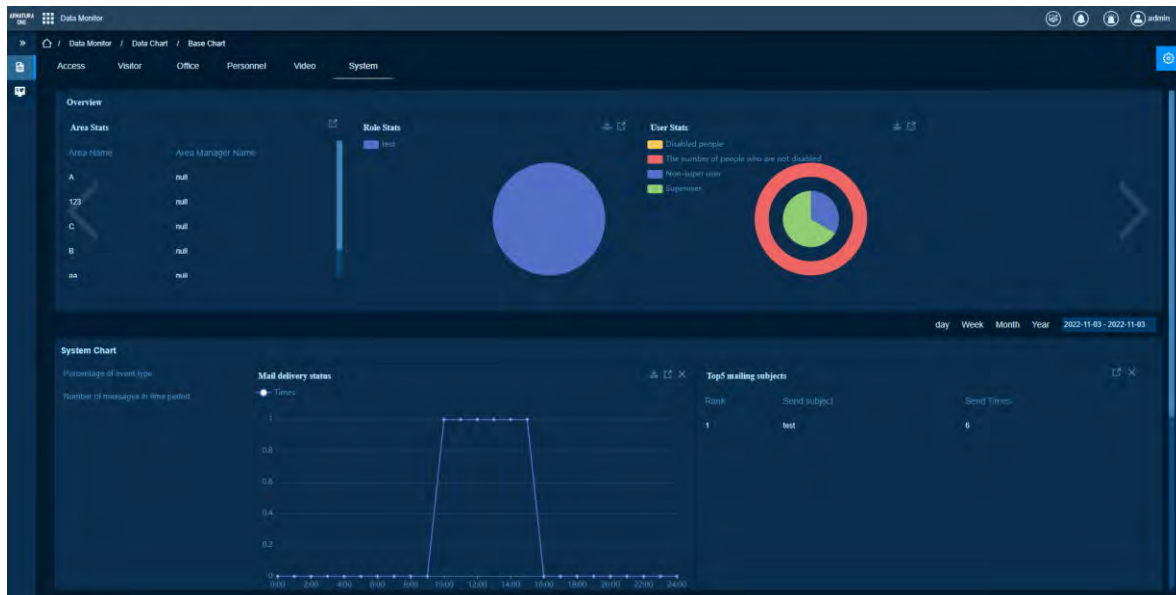 ARMATURA ONE
Data Monitor
admin
/ Data Monitor / Data Chart / Base Chart
Access Visitor Office Personnel Video System
Overview
Area Stats
Area Name Area Manager Name
A null
123 null
C null
B null
aa null
Role Stats
test
User Stats
Disabled people
The number of people who are not disabled
Non-super user
Superuser
day Week Month Year 2022-11-03 - 2022-11-03
System Chart
Percentage of event type
Number of messages in time period
Mail delivery status
Times
1
0.8
0.6
0.4
0.2
0
0:00 2:00 4:00 6:00 8:00 10:00 12:00 14:00 16:00 18:00 20:00 22:00 24:00
Top5 mailing subjects
Rank Send subject Send Times
1 test 6